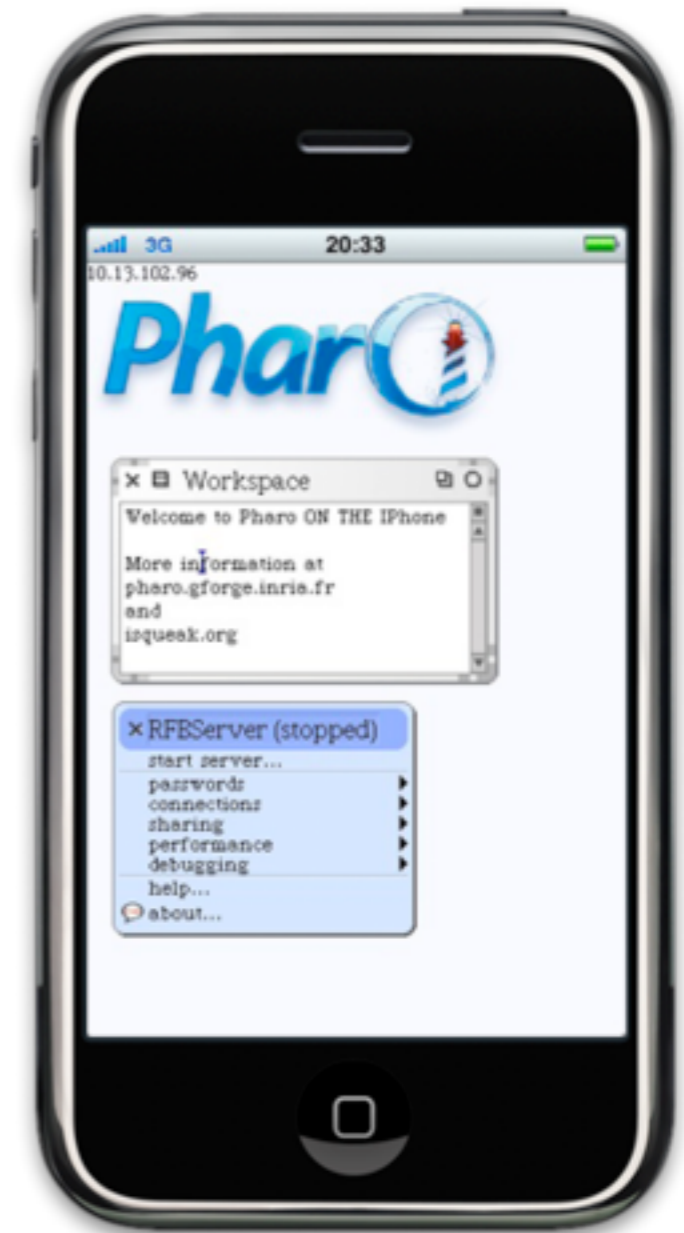 3G 20:33
10.13.102.96
Pharo
Workspace
Welcome to Pharo ON THE IPhone
More information at
pharo.gforge.inria.fr
and
isqueak.org
RFBServer (stopped)
start server...
passwords
connections
sharing
performance
debugging
help...
about...